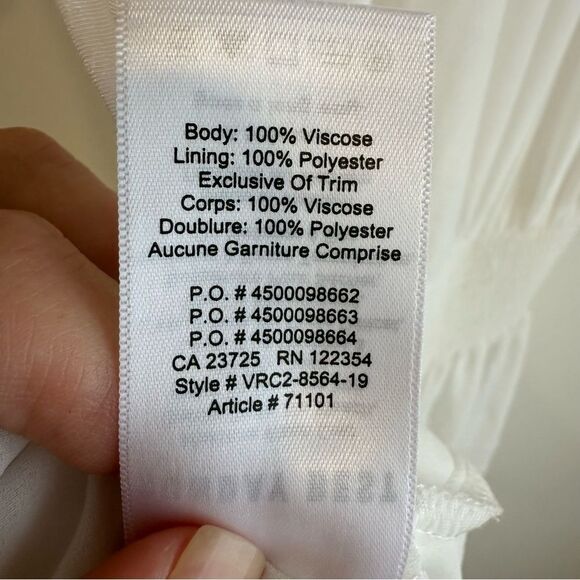 Body: 100% Viscose
Lining: 100% Polyester
Exclusive Of Trim
Corps: 100% Viscose
Doublure: 100% Polyester
Aucune Garniture Comprise
P.O. # 4500098662
P.O. # 4500098663
P.O. # 4500098664
CA 23725 RN 122354
Style # VRC2-8564-19
Article # 71101